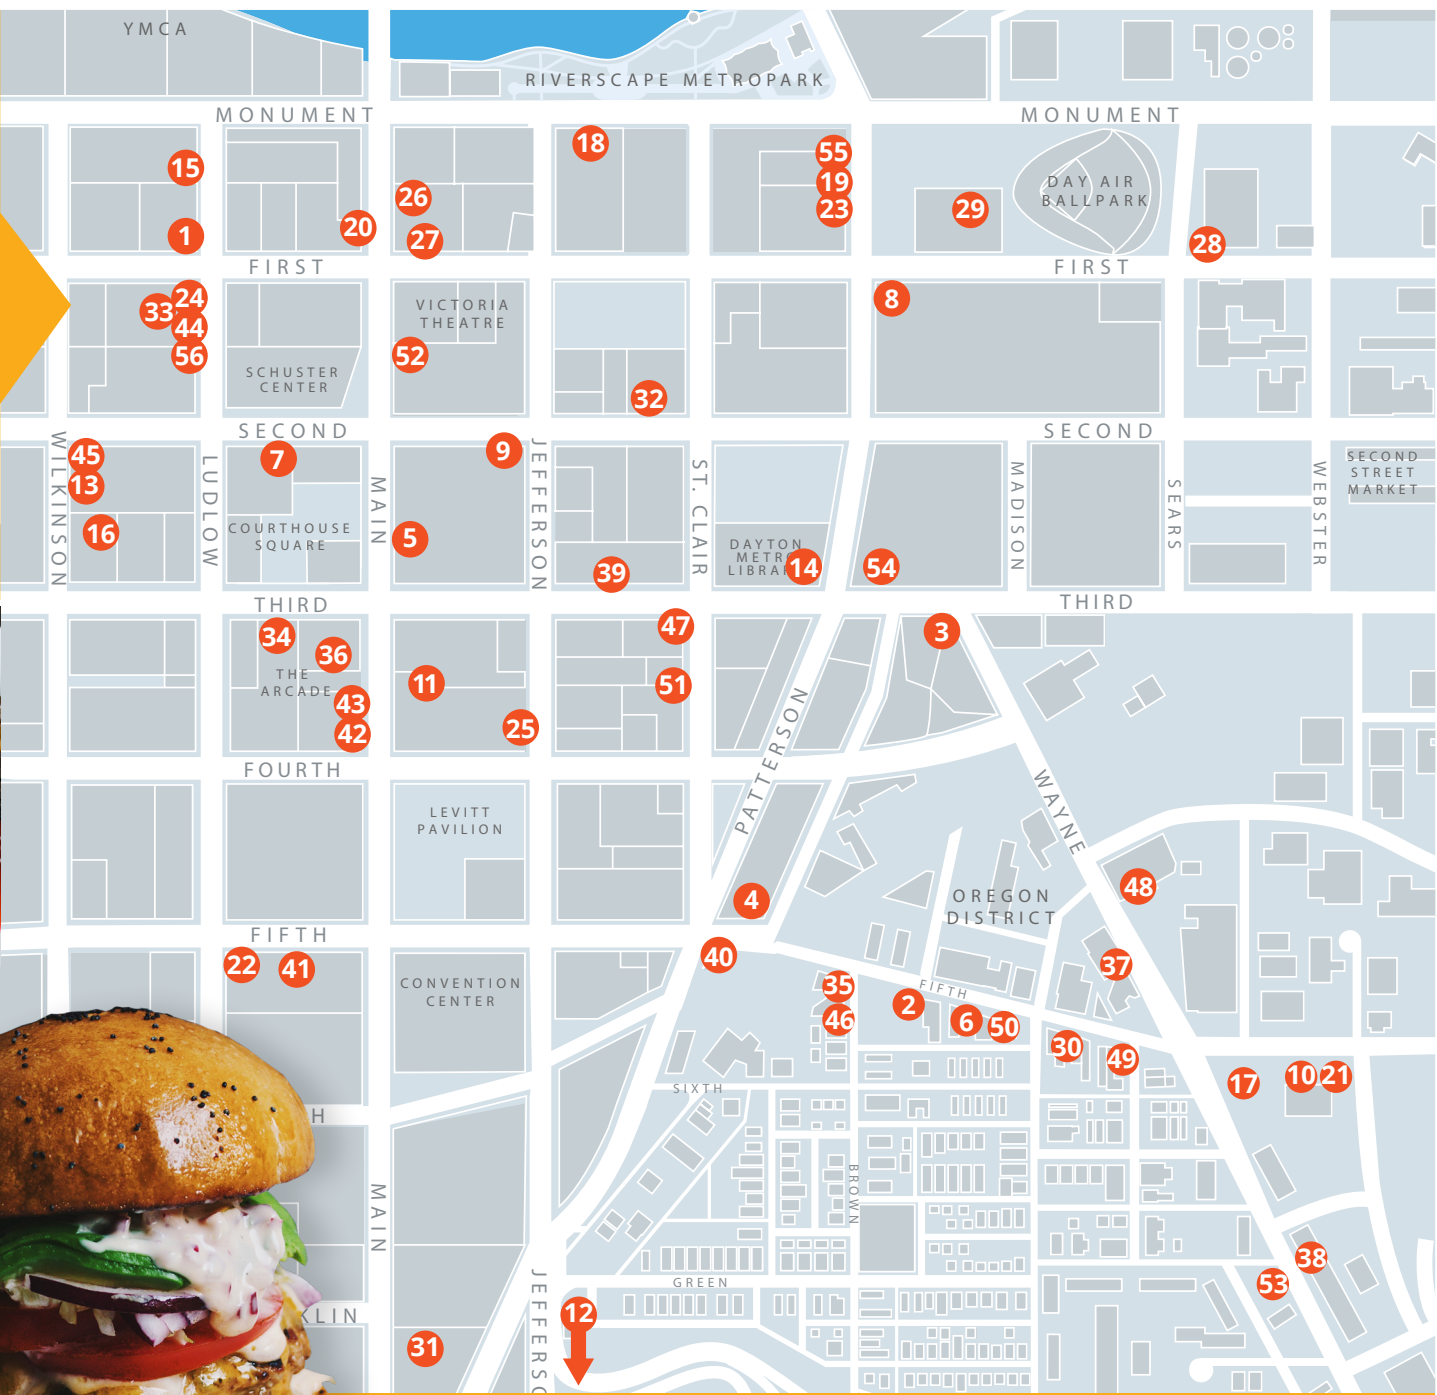 YMCA
RIVERSCAPE METROPARK
MONUMENT
MONUMENT
18
15
55
19
DAY AIR
BALLPARK
26
23
29
20
1
27
28
FIRST
FIRST
24
33
8
VICTORIA
THEATRE
44
56
52
SCHUSTER
CENTER
32
SECOND
SECOND
WILKINSON
45
7
9
JEFFERSON
LUDLOW
MAIN
ST. CLAIR
MADISON
SEARS
WEBSTER
SECOND
STREET
MARKET
13
16
COURTHOUSE
SQUARE
5
39
DAYTON
METRO
LIBRARY
14
54
THIRD
THIRD
34
47
3
36
THE
ARCADE
11
51
43
42
25
PATTERSON
FOURTH
WAYNE
LEVITT
PAVILION
4
48
OREGON
DISTRICT
FIFTH
22
41
40
37
CONVENTION
CENTER
35
FIFTH
2
46
6
50
30
49
17
10
21
SIXTH
H
BROWN
MAIN
38
53
GREEN
JEFFERSO
12
KLIN
31